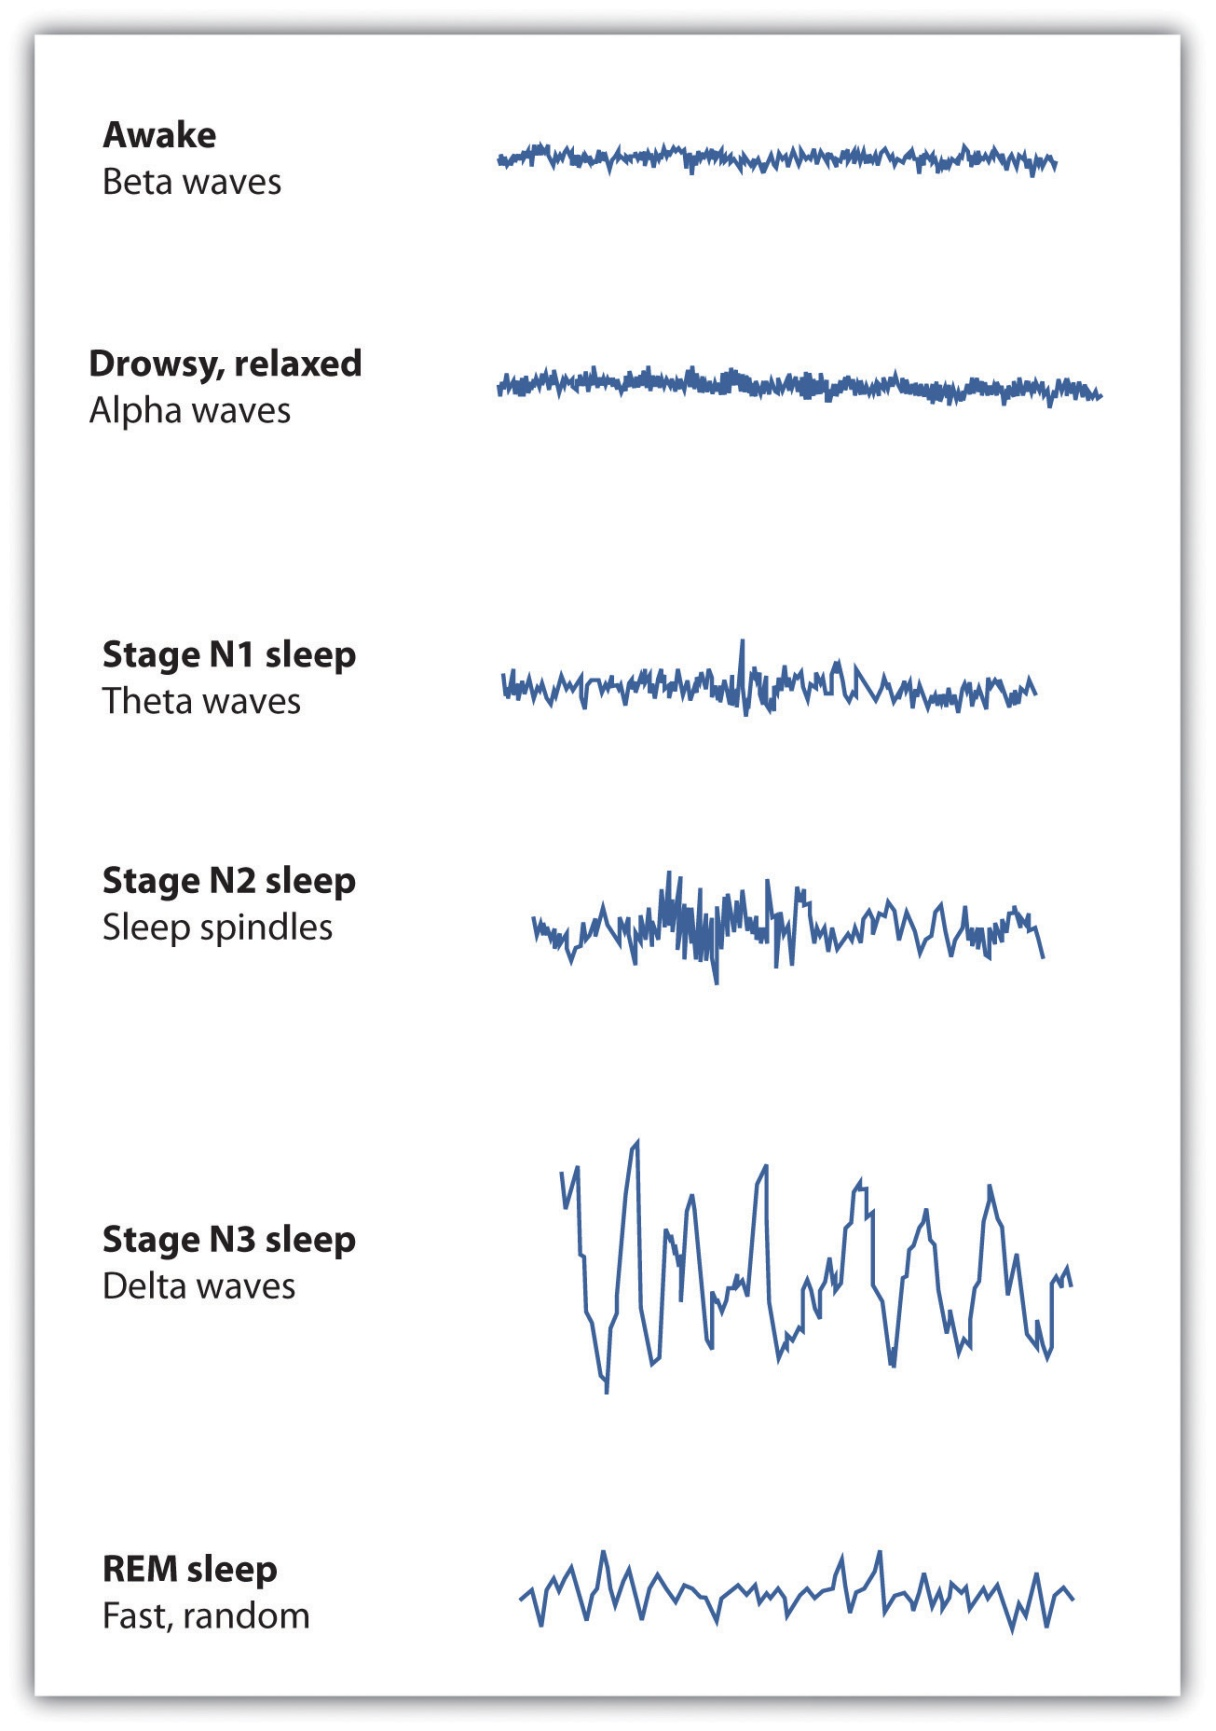 Awake
Beta waves
Drowsy, relaxed
Alpha waves
Stage N1 sleep
Theta waves
Stage N2 sleep
Sleep spindles
Stage N3 sleep
Delta waves
REM sleep
Fast, random